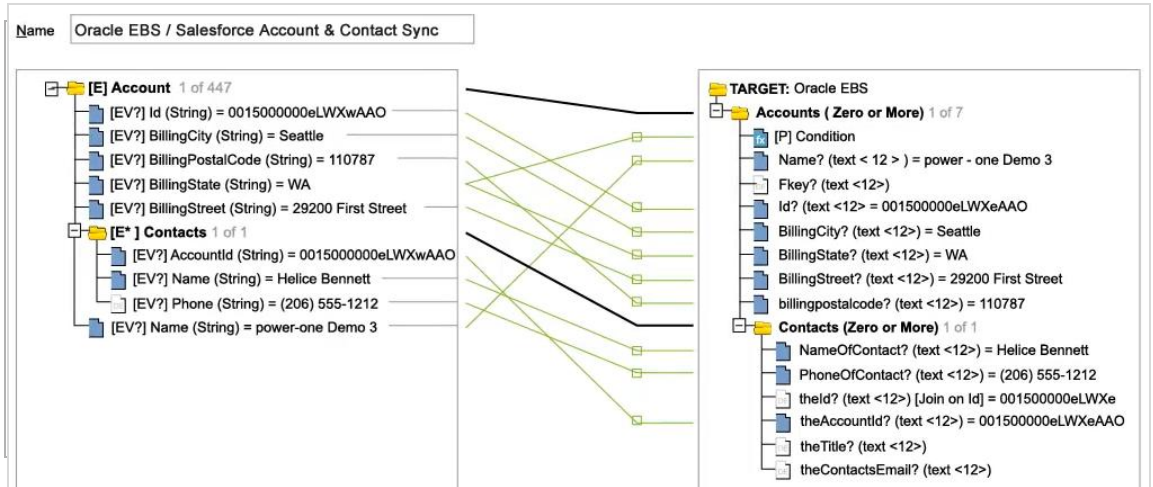 Name Oracle EBS / Salesforce Account & Contact Sync
[E] Account 1 of 447
[EV?] Id (String) = 0015000000eLWXwAAO
[EV?] BillingCity (String) = Seattle
[EV?] BillingPostalCode (String) = 110787
[EV?] BillingState (String) = WA
[EV?] BillingStreet (String) = 29200 First Street
[E* ] Contacts 1 of 1
[EV?] AccountId (String) = 0015000000eLWXwAAO
[EV?] Name (String) = Helice Bennett
[EV?] Phone (String) = (206) 555-1212
[EV?] Name (String) = power-one Demo 3
TARGET: Oracle EBS
Accounts ( Zero or More) 1 of 7
fx [P] Condition
Name? (text < 12 > ) = power - one Demo 3
Fkey? (text <12>)
Id? (text <12> = 001500000eLWXeAAO
BillingCity? (text <12>) = Seattle
BillingState? (text <12>) = WA
BillingStreet? (text <12>) = 29200 First Street
billingpostalcode? (text <12>) = 110787
Contacts (Zero or More) 1 of 1
NameOfContact? (text <12>) = Helice Bennett
PhoneOfContact? (text <12>) = (206) 555-1212
theId? (text <12>) [Join on Id] = 001500000eLWXe
theAccountId? (text <12>) = 001500000eLWXeAAO
theTitle? (text <12>)
theContactsEmail? (text <12>)